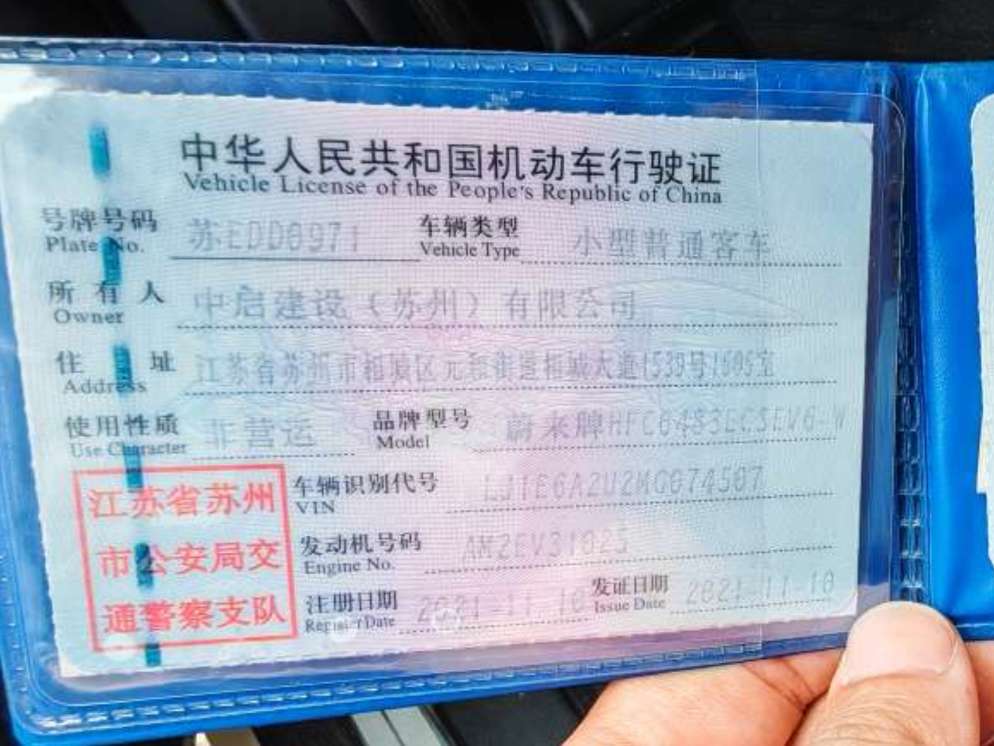 中华人民共和国机动车行驶证
Vehicle License of the People's Republic of China
号牌号码 苏EDD0971 车辆类型 小型普通客车
Plate No. Vehicle Type
所有人 中启建设（苏州）有限公司
Owner
住址 江苏省苏州市相城区元和街道相城大道1539号1605室
Address
使用性质 非营运 品牌型号 蔚来牌HFC6483ECSEV6-W
Use Character Model
江苏省苏州
市公安局交
通警察支队
车辆识别代号 LJ1E6A2U2MG074507
VIN
发动机号码 AM2EV31025
Engine No.
注册日期 2021-11-10 发证日期 2021-11-10
Register Date Issue Date